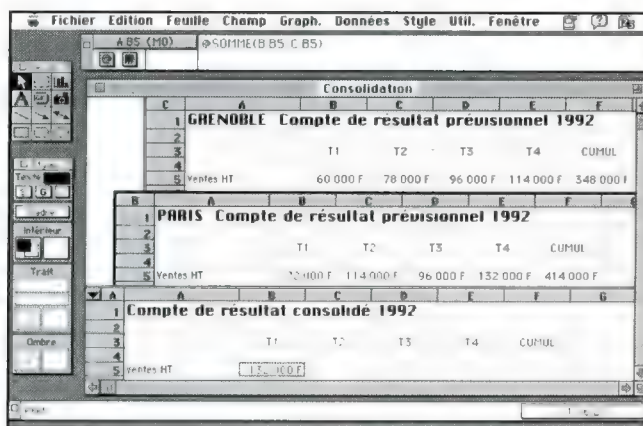 Fichier Edition Feuille Champ Graph. Données Style Util. Fenêtre
A B5 (M0) @SOMME(B B5 C B5)
Consolidation
C A B C D E F
1 GRENOBLE Compte de résultat prévisionnel 1992
2
3 T1 T2 T3 T4 CUMUL
4
5 Ventes HT 60 000 F 78 000 F 96 000 F 114 000 F 348 000 F
B A B C D E F
1 PARIS Compte de résultat prévisionnel 1992
2
3 T1 T2 T3 T4 CUMUL
4
5 Ventes HT 114 000 F 96 000 F 132 000 F 414 000 F
A A B C D E F G
1 Compte de résultat consolidé 1992
2
3 T1 T2 T3 T4 CUMUL
4
5 Ventes HT
Texte
G
Intérieur
Trait
Ombre